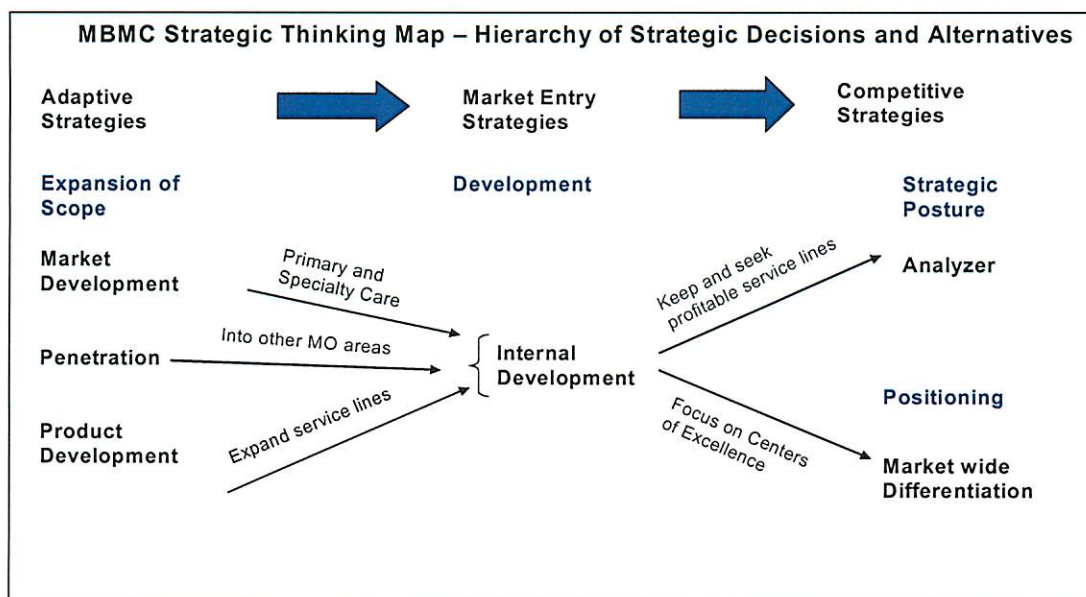 MBMC Strategic Thinking Map – Hierarchy of Strategic Decisions and Alternatives
Adaptive
Strategies
Market Entry
Strategies
Competitive
Strategies
Expansion of
Scope
Development
Strategic
Posture
Market
Development
Primary and
Specialty Care
Keep and seek
profitable service lines
Analyzer
Penetration
Into other MO areas
Internal
Development
Positioning
Product
Development
Expand service lines
Focus on Centers
of Excellence
Market wide
Differentiation